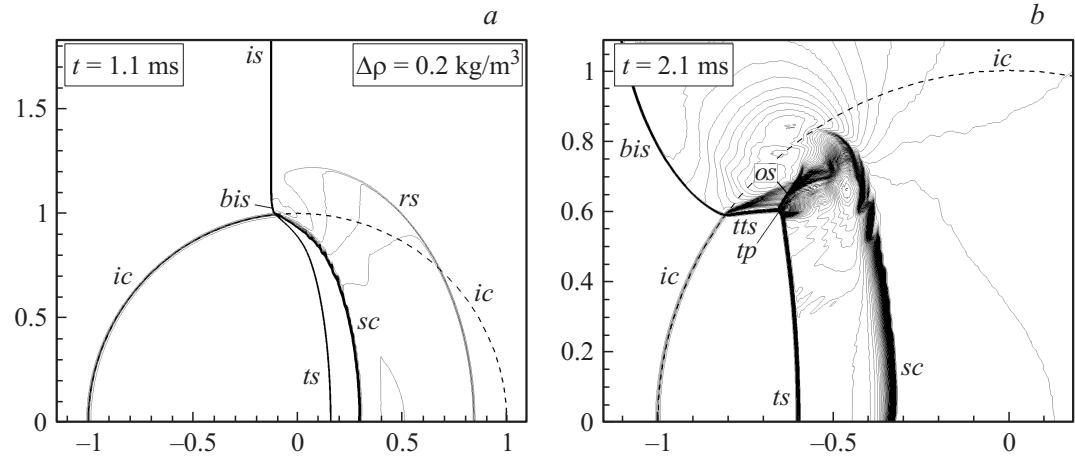 a
t = 1.1 ms
is
Δρ = 0.2 kg/m³
1.5
bis
rs
1
ic
ic
0.5
sc
ts
0
−1
−0.5
0
0.5
1
b
t = 2.1 ms
ic
1
bis
0.8
os
0.6
tts
tp
ic
0.4
0.2
sc
ts
0
−1
−0.5
0